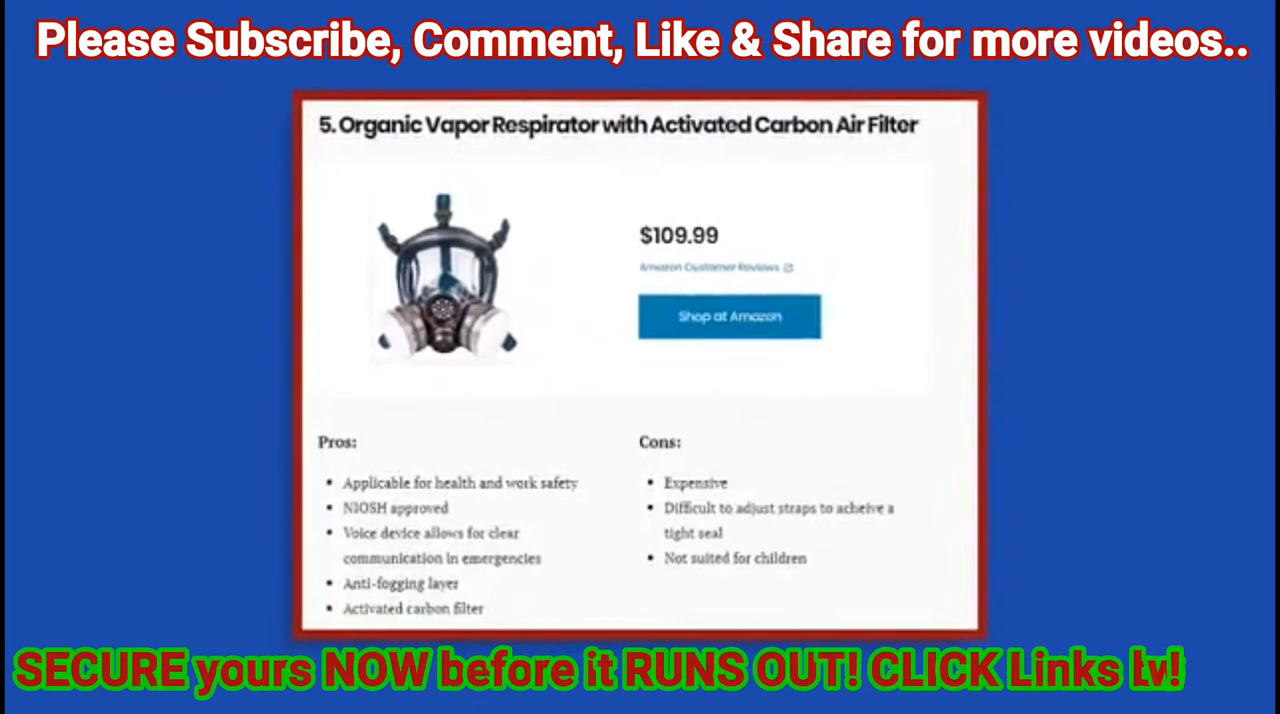 Please Subscribe, Comment, Like & Share for more videos..
5. Organic Vapor Respirator with Activated Carbon Air Filter
$109.99
Amazon Customer Reviews
Shop at Amazon
Pros:
Applicable for health and work safety
NIOSH approved
Voice device allows for clear
communication in emergencies
Anti-fogging layer
Activated carbon filter
Cons:
Expensive
Difficult to adjust straps to acheive a
tight seal
Not suited for children
SECURE yours NOW before it RUNS OUT! CLICK Links